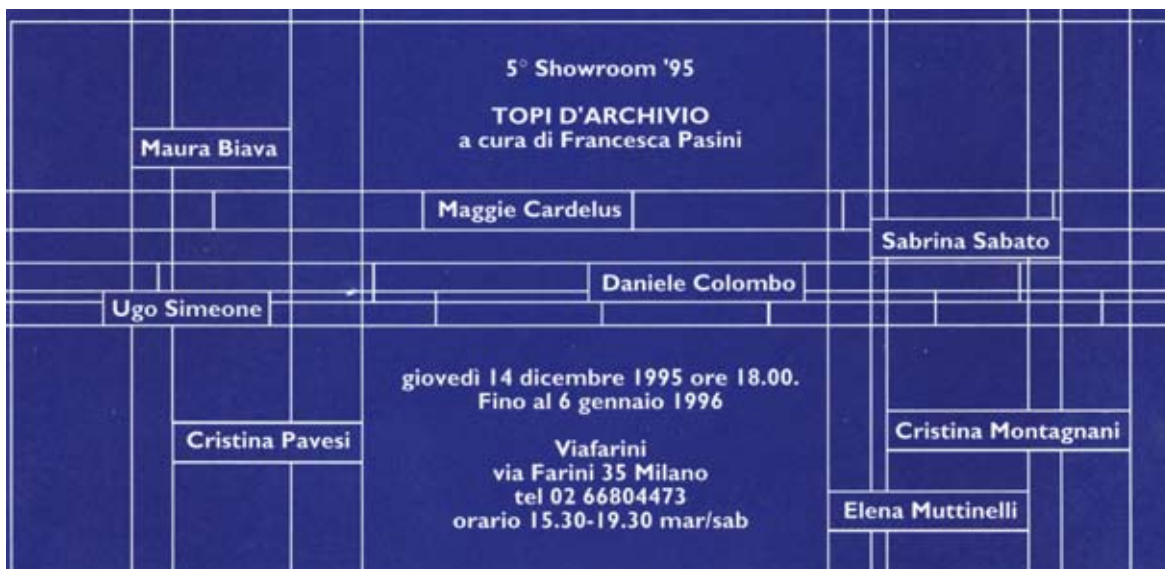 5° Showroom '95
TOPI D'ARCHIVIO
a cura di Francesca Pasini
Maura Biava
Maggie Cardelus
Sabrina Sabato
Daniele Colombo
Ugo Simeone
giovedì 14 dicembre 1995 ore 18.00.
Fino al 6 gennaio 1996
Cristina Pavesi
Cristina Montagnani
Viafarini
via Farini 35 Milano
tel 02 66804473
orario 15.30-19.30 mar/sab
Elena Muttinelli